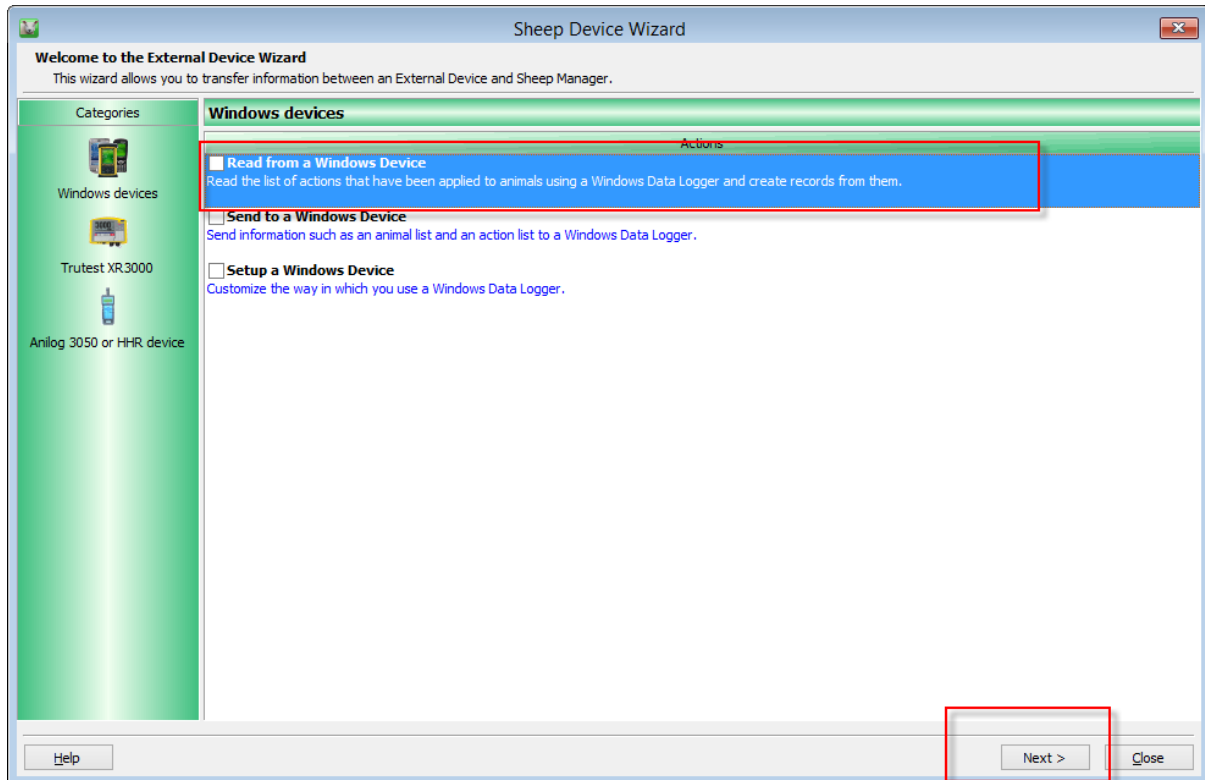 Sheep Device Wizard
Welcome to the External Device Wizard
This wizard allows you to transfer information between an External Device and Sheep Manager.
Categories
Windows devices
Trutest XR3000
Anilog 3050 or HHR device
Windows devices
Actions
Read from a Windows Device
Read the list of actions that have been applied to animals using a Windows Data Logger and create records from them.
Send to a Windows Device
Send information such as an animal list and an action list to a Windows Data Logger.
Setup a Windows Device
Customize the way in which you use a Windows Data Logger.
Help
Next >
Close